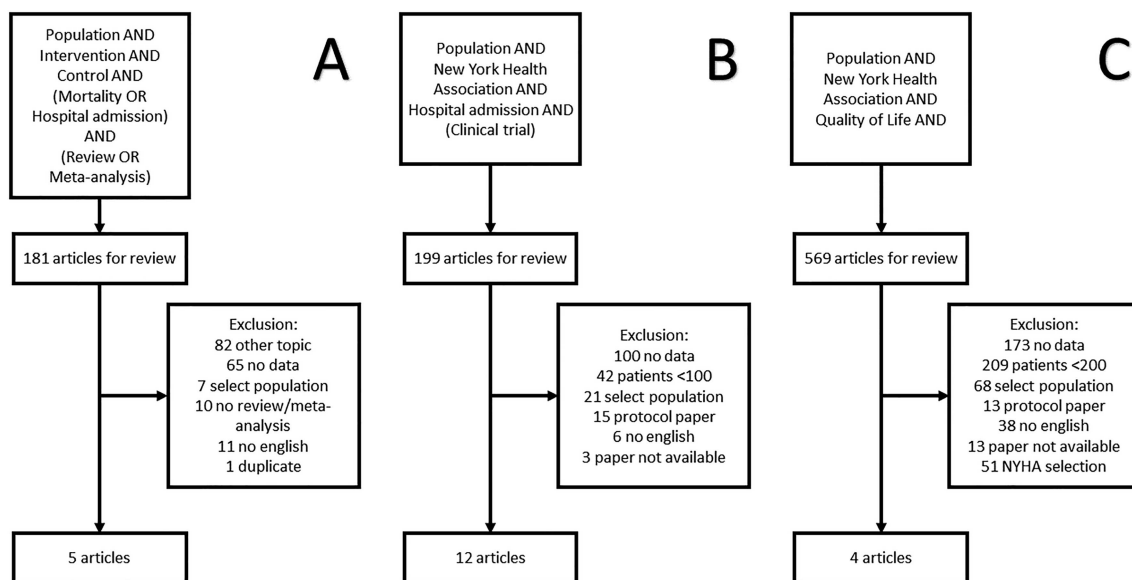 Population AND
Intervention AND
Control AND
(Mortality OR
Hospital admission)
AND
(Review OR
Meta-analysis)
A
181 articles for review
Exclusion:
82 other topic
65 no data
7 select population
10 no review/meta-
analysis
11 no english
1 duplicate
5 articles
Population AND
New York Health
Association AND
Hospital admission AND
(Clinical trial)
B
199 articles for review
Exclusion:
100 no data
42 patients <100
21 select population
15 protocol paper
6 no english
3 paper not available
12 articles
Population AND
New York Health
Association AND
Quality of Life AND
C
569 articles for review
Exclusion:
173 no data
209 patients <200
68 select population
13 protocol paper
38 no english
13 paper not available
51 NYHA selection
4 articles